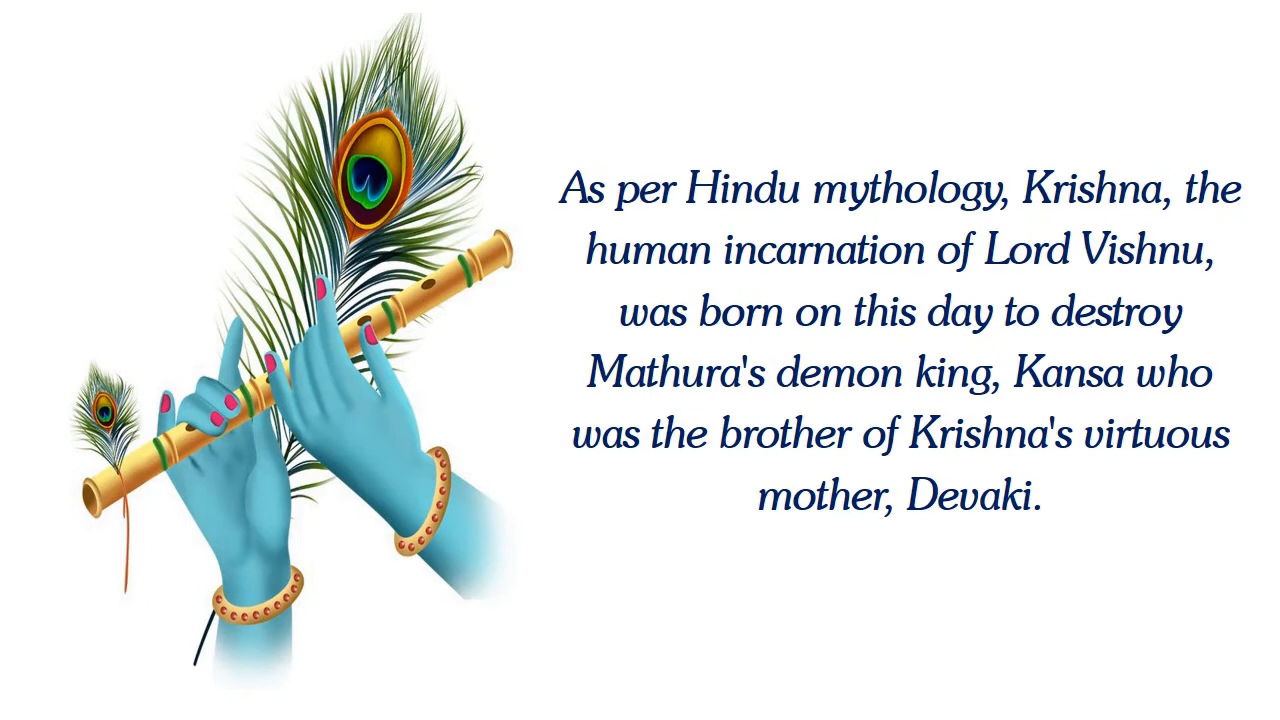 As per Hindu mythology, Krishna, the
human incarnation of Lord Vishnu,
was born on this day to destroy
Mathura's demon king, Kansa who
was the brother of Krishna's virtuous
mother, Devaki.